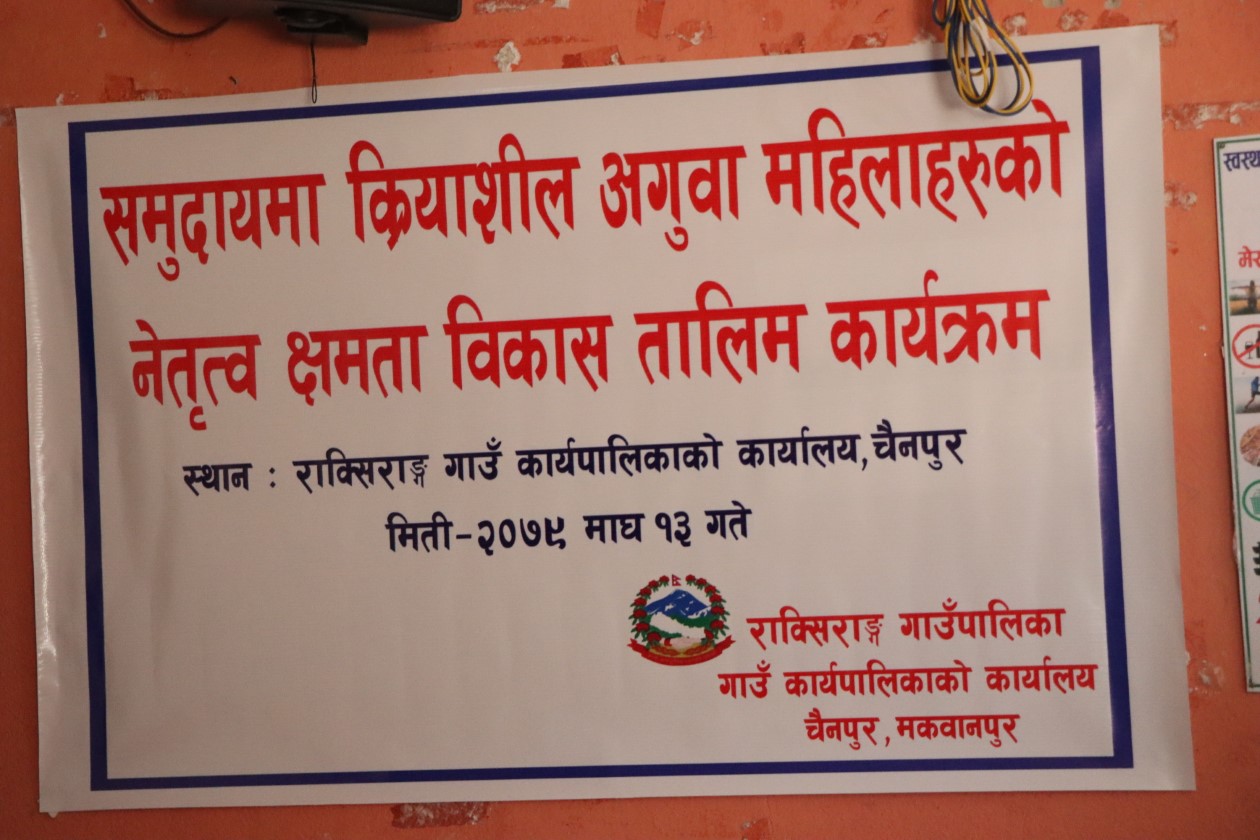 समुदायमा क्रियाशील अगुवा महिलाहरुको
नेतृत्व क्षमता विकास तालिम कार्यक्रम
स्थान : राक्सिराङ्ग गाउँ कार्यपालिकाको कार्यालय,चैनपुर
मिती-२०७९ माघ १३ गते
राक्सिराङ्ग गाउँपालिका
गाउँ कार्यपालिकाको कार्यालय
चैनपुर, मकवानपुर